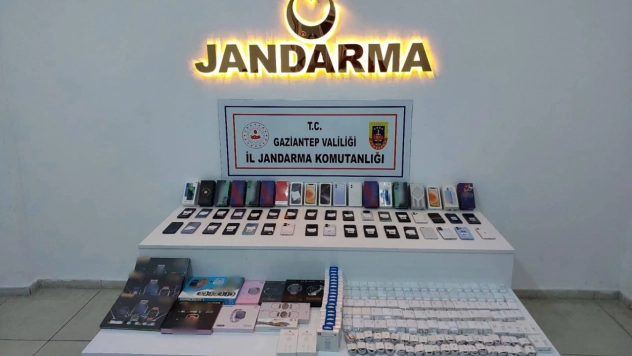 JANDARMA
T.C.
GAZİANTEP VALİLİĞİ
İL JANDARMA KOMUTANLIĞI